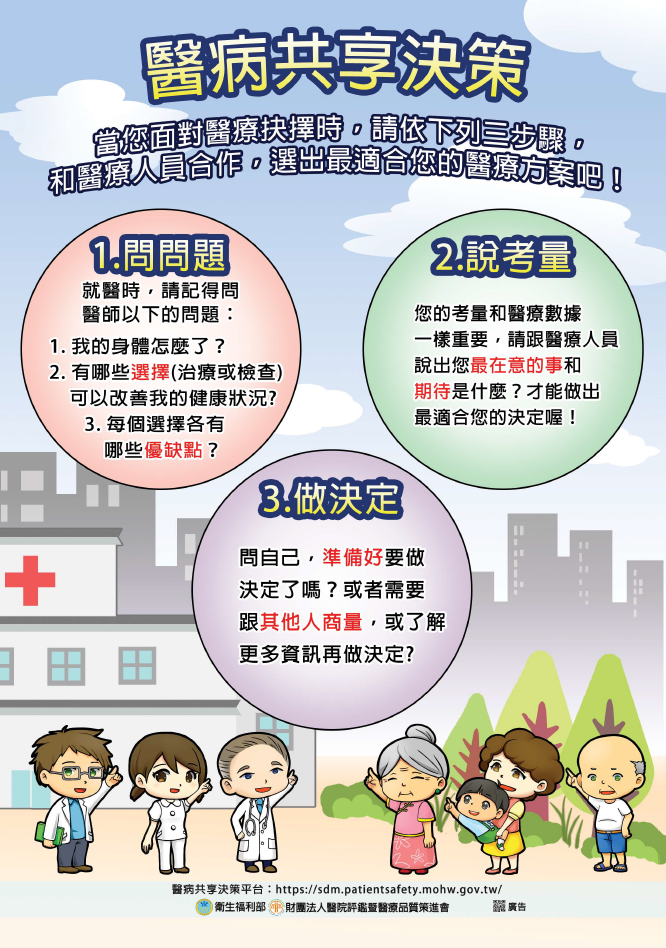 醫病共享決策
當您面對醫療抉擇時，請依下列三步驟，
和醫療人員合作，選出最適合您的醫療方案吧！
1.問問題
就醫時，請記得問
醫師以下的問題：
1. 我的身體怎麼了？
2. 有哪些選擇(治療或檢查)
可以改善我的健康狀況?
3. 每個選擇各有
哪些優缺點？
2.說考量
您的考量和醫療數據
一樣重要，請跟醫療人員
說出您最在意的事和
期待是什麼？才能做出
最適合您的決定喔！
3.做決定
問自己，準備好要做
決定了嗎？或者需要
跟其他人商量，或了解
更多資訊再做決定?
醫病共享決策平台：https://sdm.patientsafety.mohw.gov.tw/
衛生福利部 財團法人醫院評鑑暨醫療品質策進會 廣告